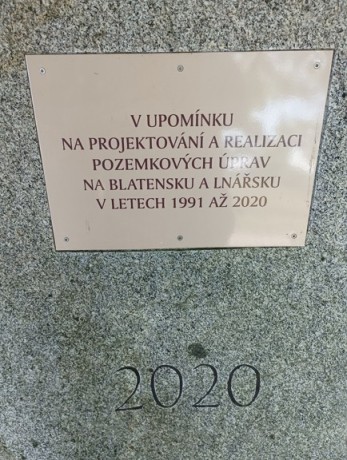 V UPOMÍNKU
NA PROJEKTOVÁNÍ A REALIZACI
POZEMKOVÝCH ÚPRAV
NA BLATENSKU A LNÁŘSKU
V LETECH 1991 AŽ 2020
2020